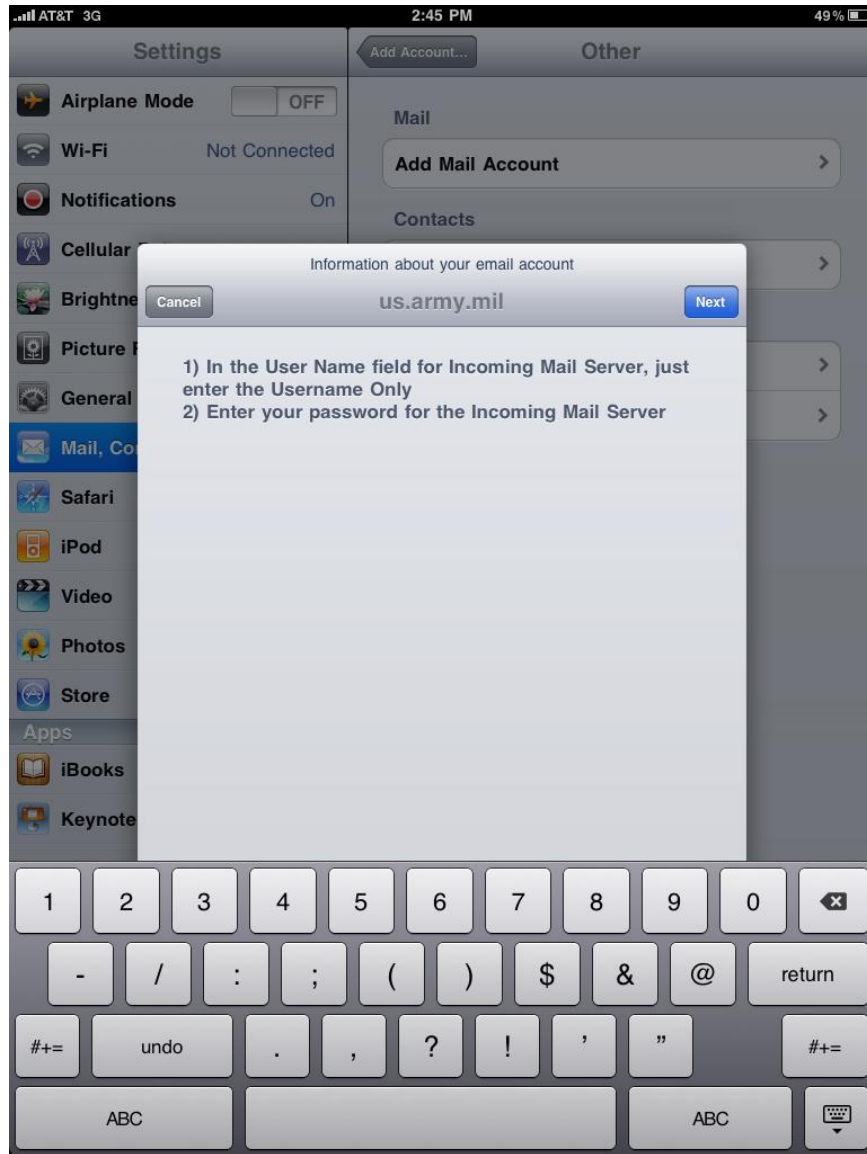 AT&T 3G 2:45 PM 49%
Settings
Add Account... Other
Airplane Mode OFF
Wi-Fi Not Connected
Notifications On
Cellular
Brightne
Picture
General
Mail, Co
Safari
iPod
Video
Photos
Store
Apps
iBooks
Keynote
Mail
Add Mail Account
Contacts
Information about your email account
Cancel us.army.mil Next
1) In the User Name field for Incoming Mail Server, just
enter the Username Only
2) Enter your password for the Incoming Mail Server
1 2 3 4 5 6 7 8 9 0
- / : ; ( ) $ & @ return
#+= undo . , ? ! ' " #+=
ABC ABC